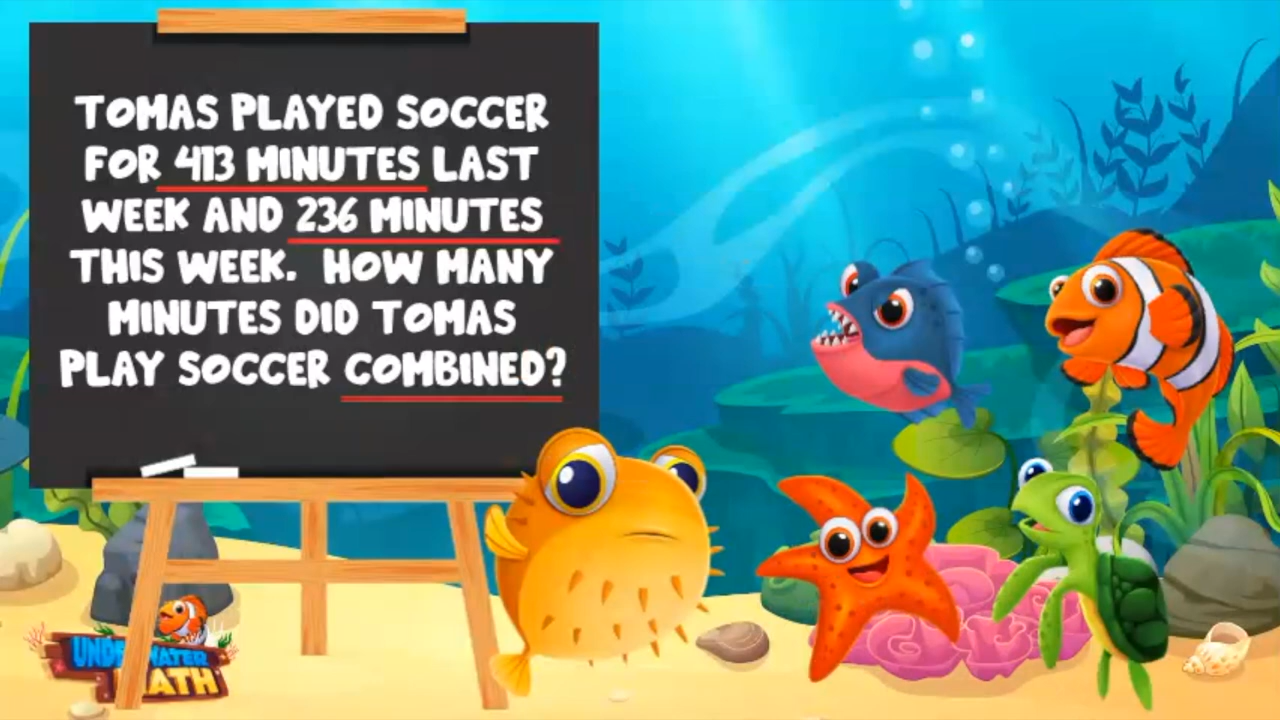 TOMAS PLAYED SOCCER
FOR 413 MINUTES LAST
WEEK AND 236 MINUTES
THIS WEEK. HOW MANY
MINUTES DID TOMAS
PLAY SOCCER COMBINED?
UNDERWATER
MATH